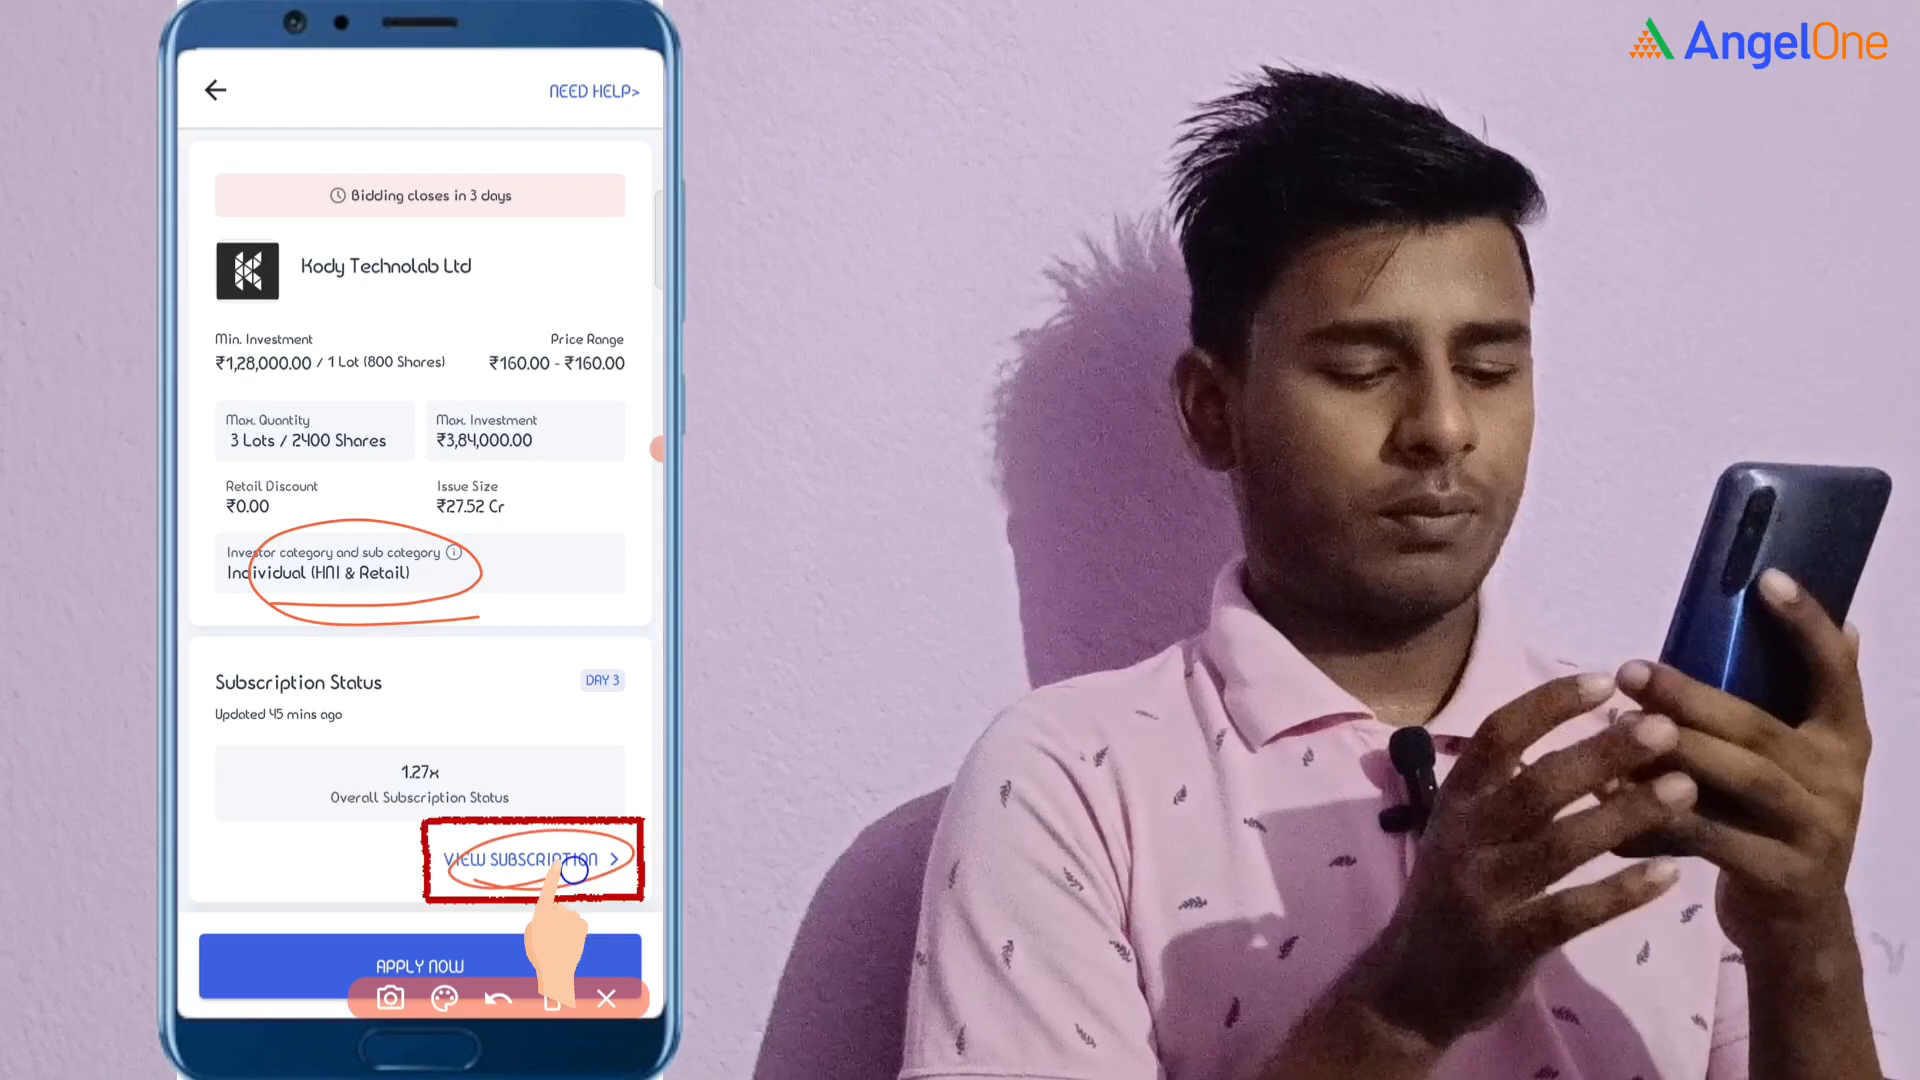 NEED HELP>
Bidding closes in 3 days
Kody Technolab Ltd
Min. Investment
₹1,28,000.00 / 1 Lot (800 Shares)
Price Range
₹160.00 - ₹160.00
Max. Quantity
3 Lots / 2400 Shares
Max. Investment
₹3,84,000.00
Retail Discount
₹0.00
Issue Size
₹27.52 Cr
Investor category and sub category
Individual (HNI & Retail)
Subscription Status
DAY 3
Updated 45 mins ago
1.27x
Overall Subscription Status
VIEW SUBSCRIPTION >
APPLY NOW
AngelOne